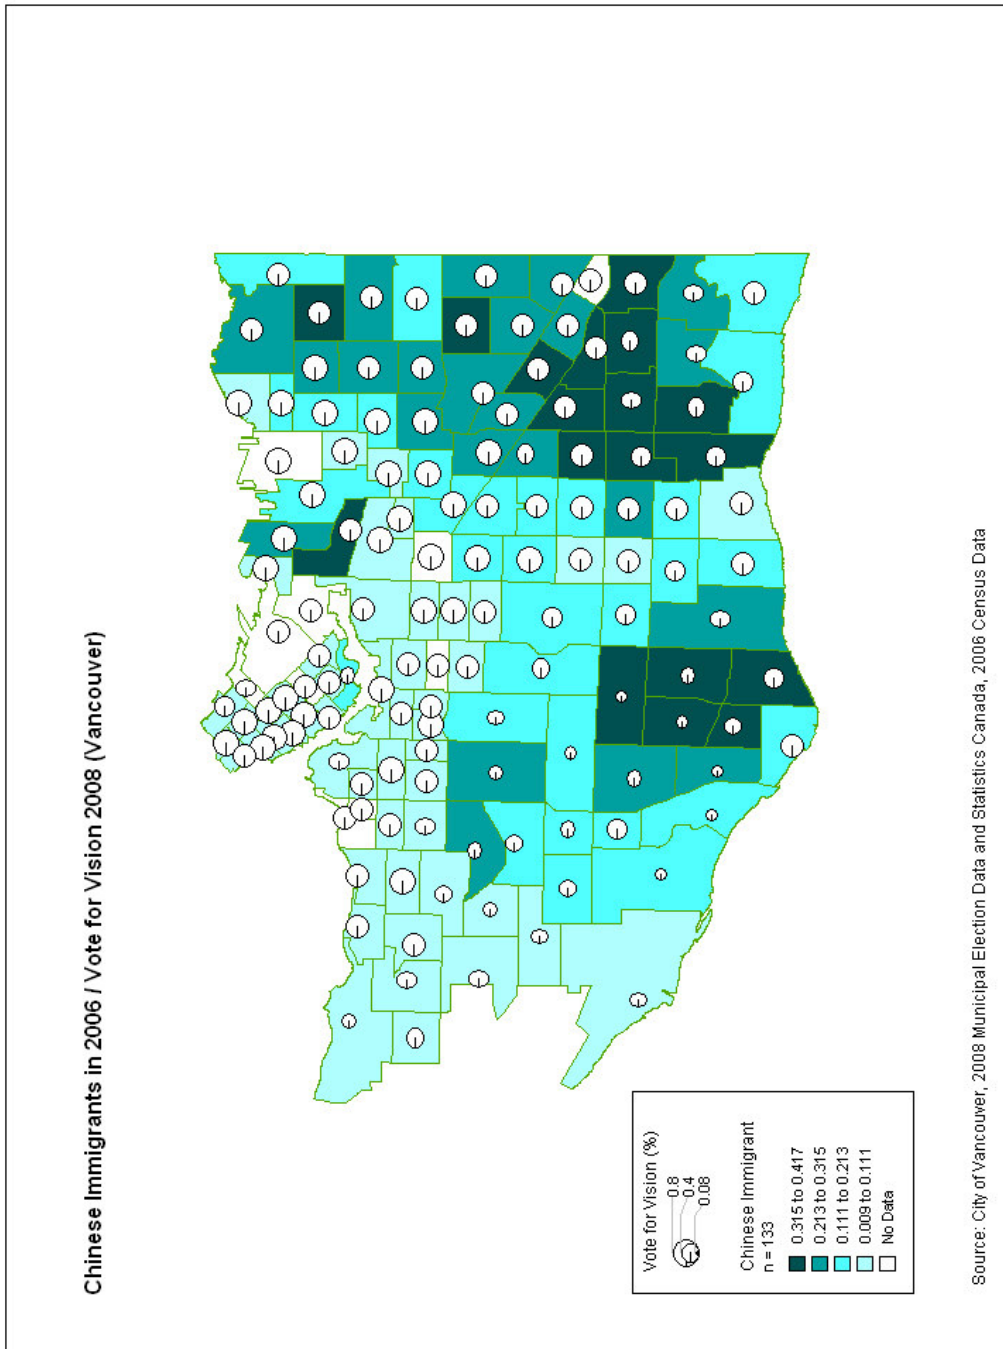 Chinese Immigrants in 2006 / Vote for Vision 2008 (Vancouver)
Vote for Vision (%)
0.8
0.4
0.08
Chinese Immigrant
n = 133
0.315 to 0.417
0.213 to 0.315
0.111 to 0.213
0.009 to 0.111
No Data
Source: City of Vancouver, 2008 Municipal Election Data and Statistics Canada, 2006 Census Data